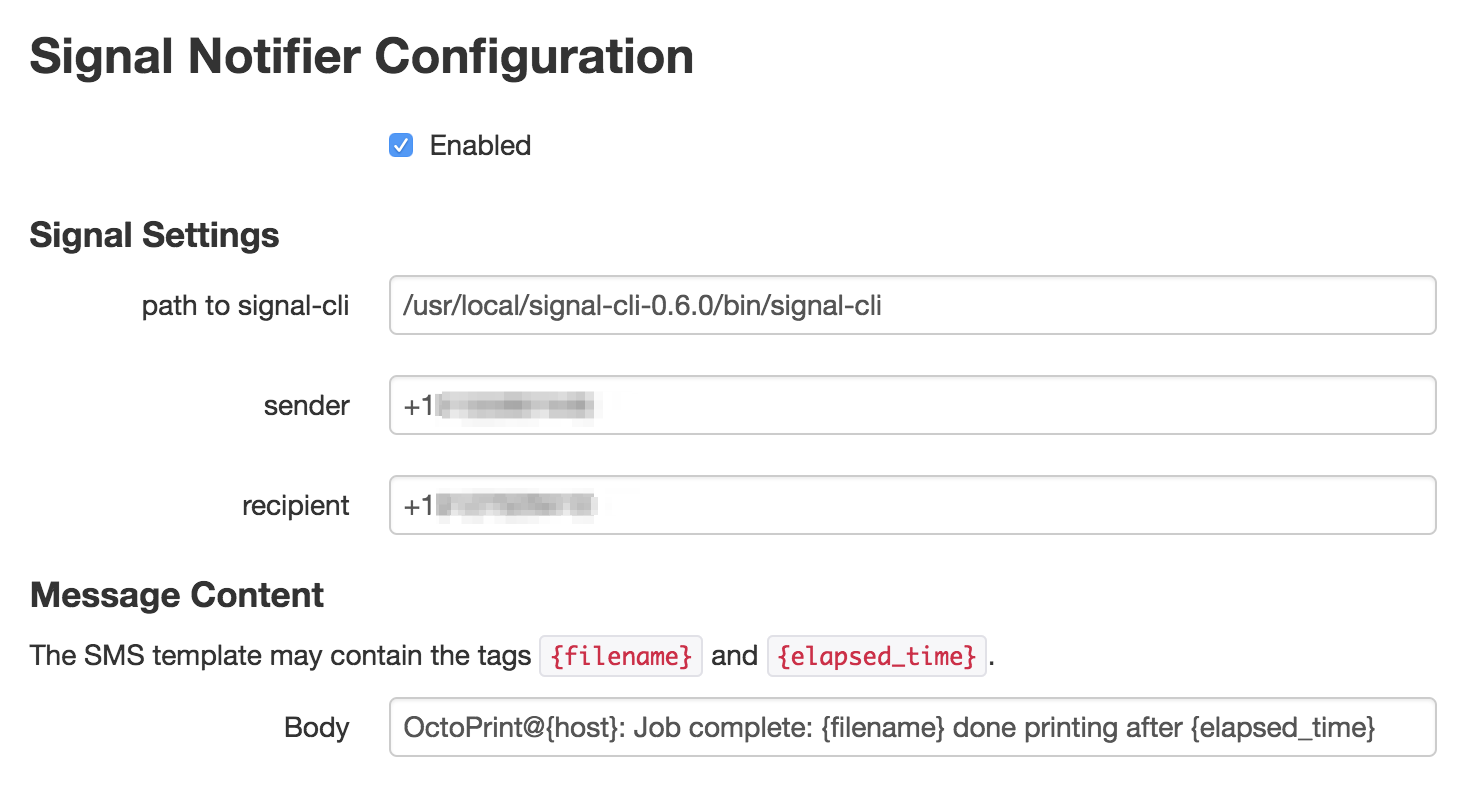 Signal Notifier Configuration
Enabled
Signal Settings
path to signal-cli /usr/local/signal-cli-0.6.0/bin/signal-cli
sender +1
recipient +1
Message Content
The SMS template may contain the tags {filename} and {elapsed_time} .
Body OctoPrint@{host}: Job complete: {filename} done printing after {elapsed_time}